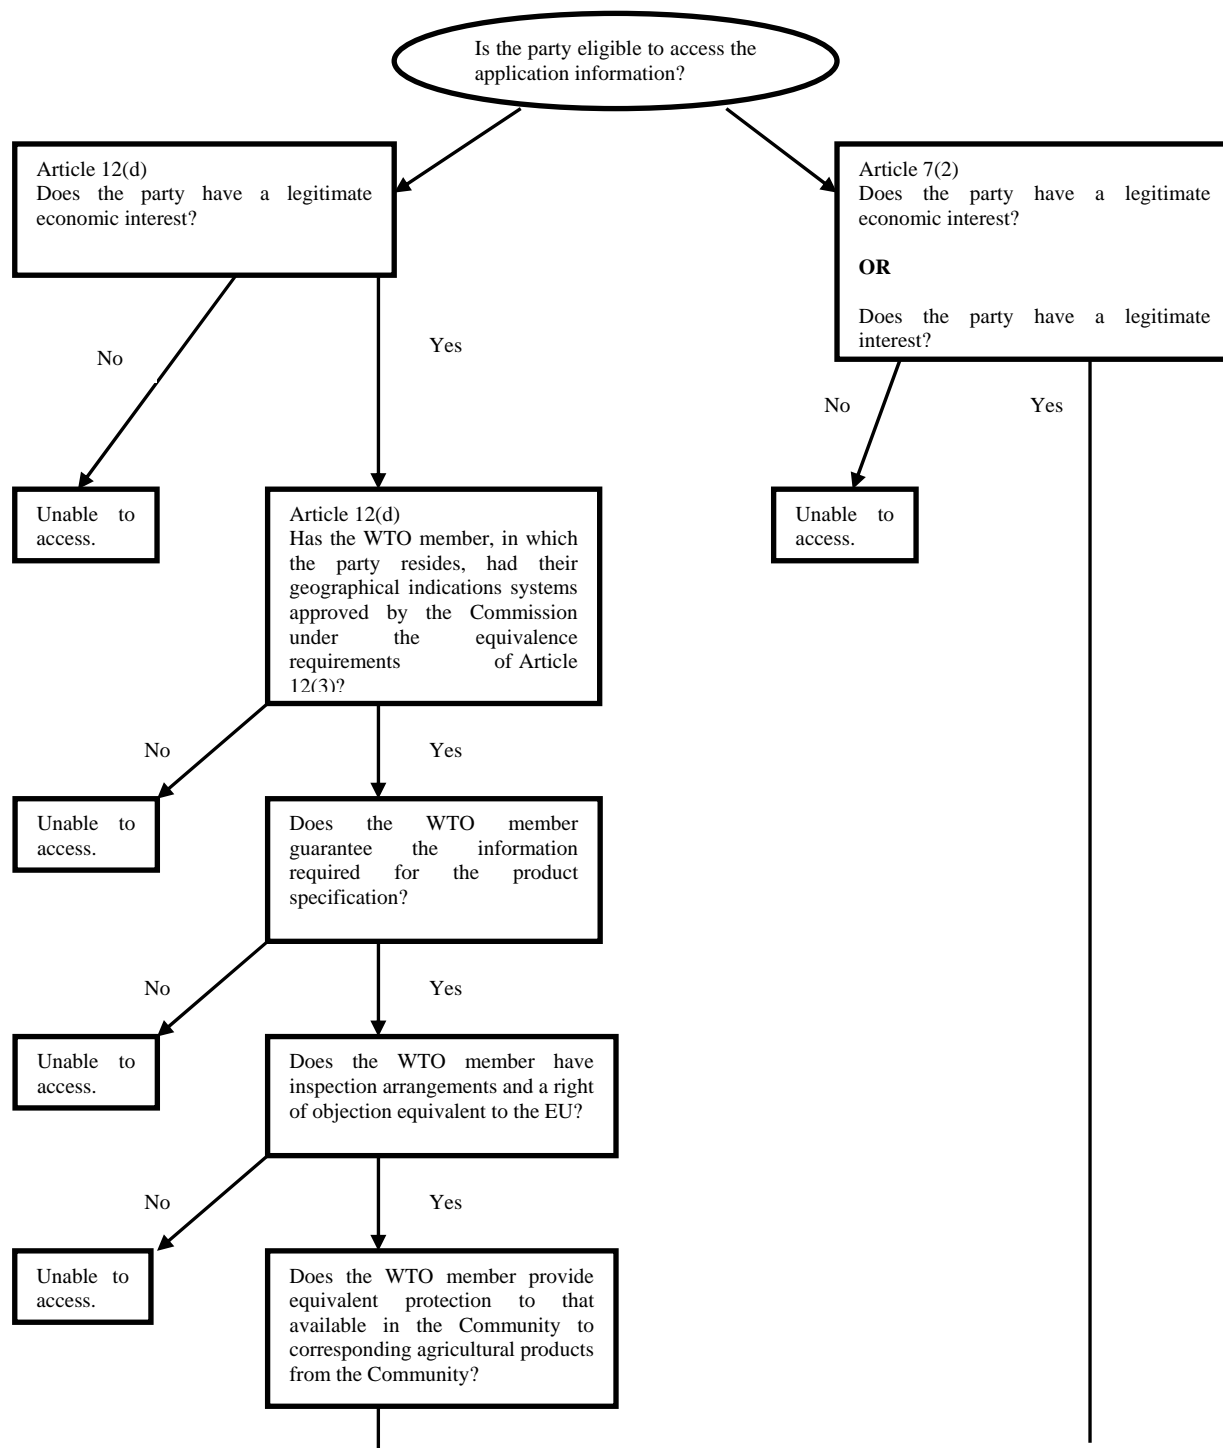 Is the party eligible to access the
application information?
Article 12(d)
Does the party have a legitimate
economic interest?
Article 7(2)
Does the party have a legitimate
economic interest?
OR
Does the party have a legitimate
interest?
No
Yes
No
Yes
Unable to
access.
Article 12(d)
Has the WTO member, in which
the party resides, had their
geographical indications systems
approved by the Commission
under the equivalence
requirements of Article
12(3)?
Unable to
access.
No
Yes
Unable to
access.
Does the WTO member
guarantee the information
required for the product
specification?
No
Yes
Unable to
access.
Does the WTO member have
inspection arrangements and a right
of objection equivalent to the EU?
No
Yes
Unable to
access.
Does the WTO member provide
equivalent protection to that
available in the Community to
corresponding agricultural products
from the Community?